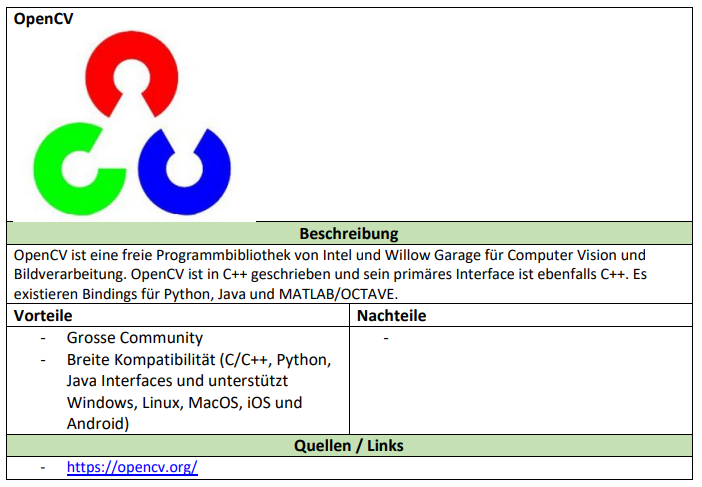 OpenCV
Beschreibung
OpenCV ist eine freie Programmbibliothek von Intel und Willow Garage für Computer Vision und
Bildverarbeitung. OpenCV ist in C++ geschrieben und sein primäres Interface ist ebenfalls C++. Es
existieren Bindings für Python, Java und MATLAB/OCTAVE.
Vorteile
- Grosse Community
- Breite Kompatibilität (C/C++, Python,
Java Interfaces und unterstützt
Windows, Linux, MacOS, iOS und
Android)
Nachteile
-
Quellen / Links
- https://opencv.org/